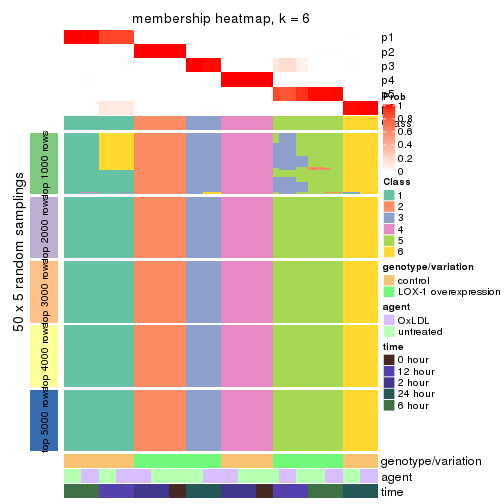 membership heatmap, k = 6
p1
p2
p3
p4
p5
Prob
1
0.8
0.6
0.4
0.2
0
Class
1
2
3
4
5
6
genotype/variation
control
LOX-1 overexpression
agent
OxLDL
untreated
time
0 hour
12 hour
2 hour
24 hour
6 hour
50 x 5 random samplings
top 1000 rows
top 2000 rows
top 3000 rows
top 4000 rows
top 5000 rows
genotype/variation
agent
time